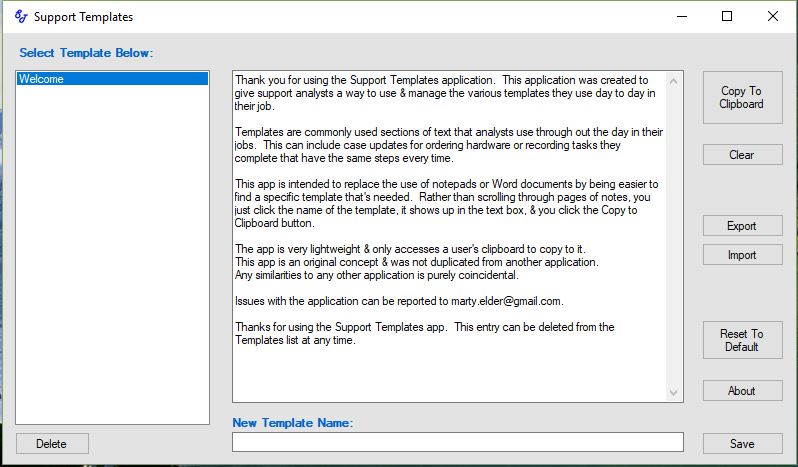 Support Templates
Select Template Below:
Welcome
Thank you for using the Support Templates application.  This application was created to
give support analysts a way to use & manage the various templates they use day to day in
their job.
Templates are commonly used sections of text that analysts use through out the day in their
jobs.  This can include case updates for ordering hardware or recording tasks they
complete that have the same steps every time.
This app is intended to replace the use of notepads or Word documents by being easier to
find a specific template that's needed.  Rather than scrolling through pages of notes, you
just click the name of the template, it shows up in the text box, & you click the Copy to
Clipboard button.
The app is very lightweight & only accesses a user's clipboard to copy to it.
This app is an original concept & was not duplicated from another application.
Any similarities to any other application is purely coincidental.
Issues with the application can be reported to marty.elder@gmail.com.
Thanks for using the Support Templates app.  This entry can be deleted from the
Templates list at any time.
Copy To
Clipboard
Clear
Export
Import
Reset To
Default
About
New Template Name:
Delete
Save